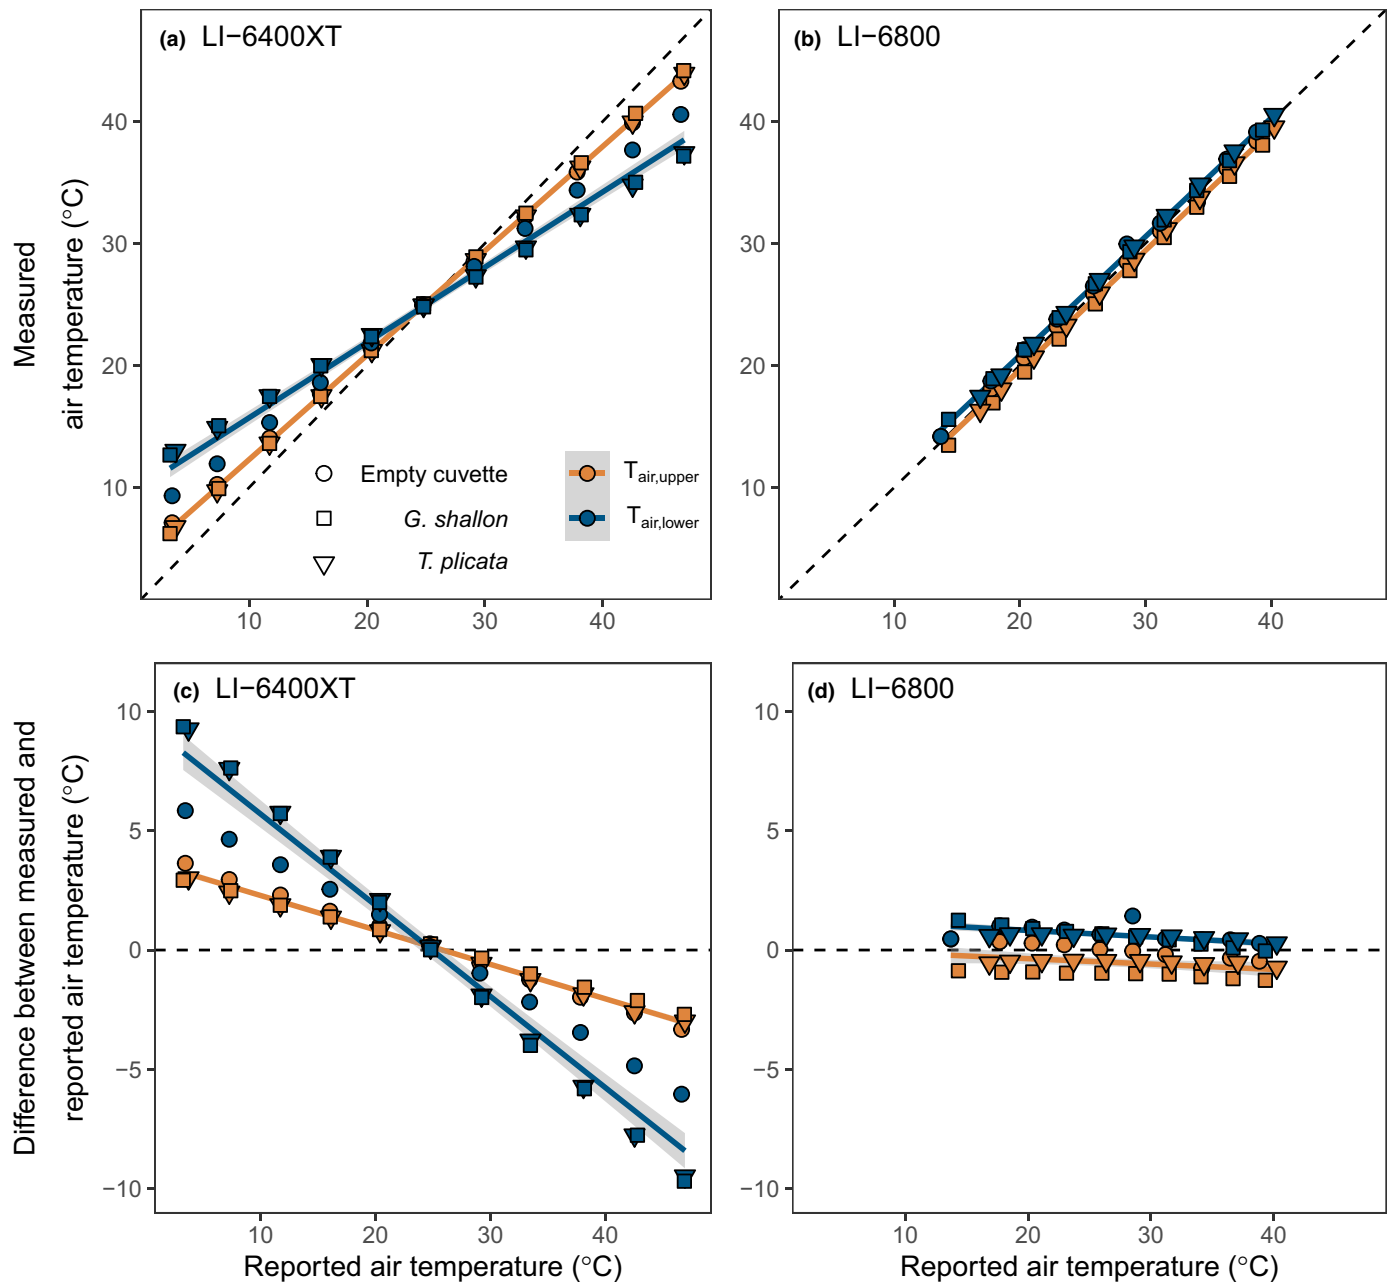 (a) LI−6400XT
(b) LI−6800
Measured
air temperature (°C)
40
30
20
10
Empty cuvette
G. shallon
T. plicata
Tair,upper
Tair,lower
10 20 30 40
40
30
20
10
10 20 30 40
(c) LI−6400XT
(d) LI−6800
Difference between measured and
reported air temperature (°C)
10
5
0
−5
−10
10 20 30 40
Reported air temperature (°C)
10
5
0
−5
−10
10 20 30 40
Reported air temperature (°C)